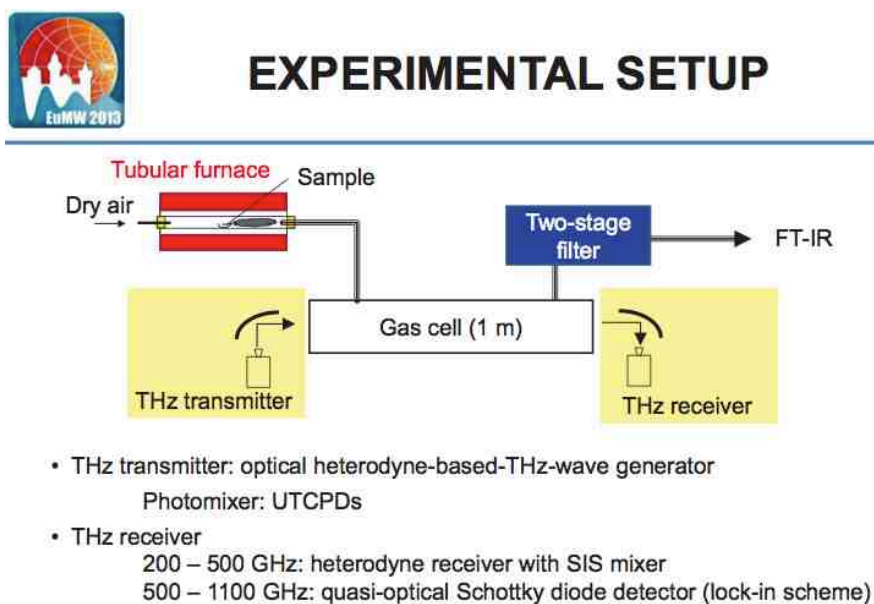 EuMW 2013
EXPERIMENTAL SETUP
Tubular furnace
Sample
Dry air
Two-stage
filter
FT-IR
Gas cell (1 m)
THz transmitter
THz receiver
• THz transmitter: optical heterodyne-based-THz-wave generator
Photomixer: UTCPDs
• THz receiver
200 – 500 GHz: heterodyne receiver with SIS mixer
500 – 1100 GHz: quasi-optical Schottky diode detector (lock-in scheme)